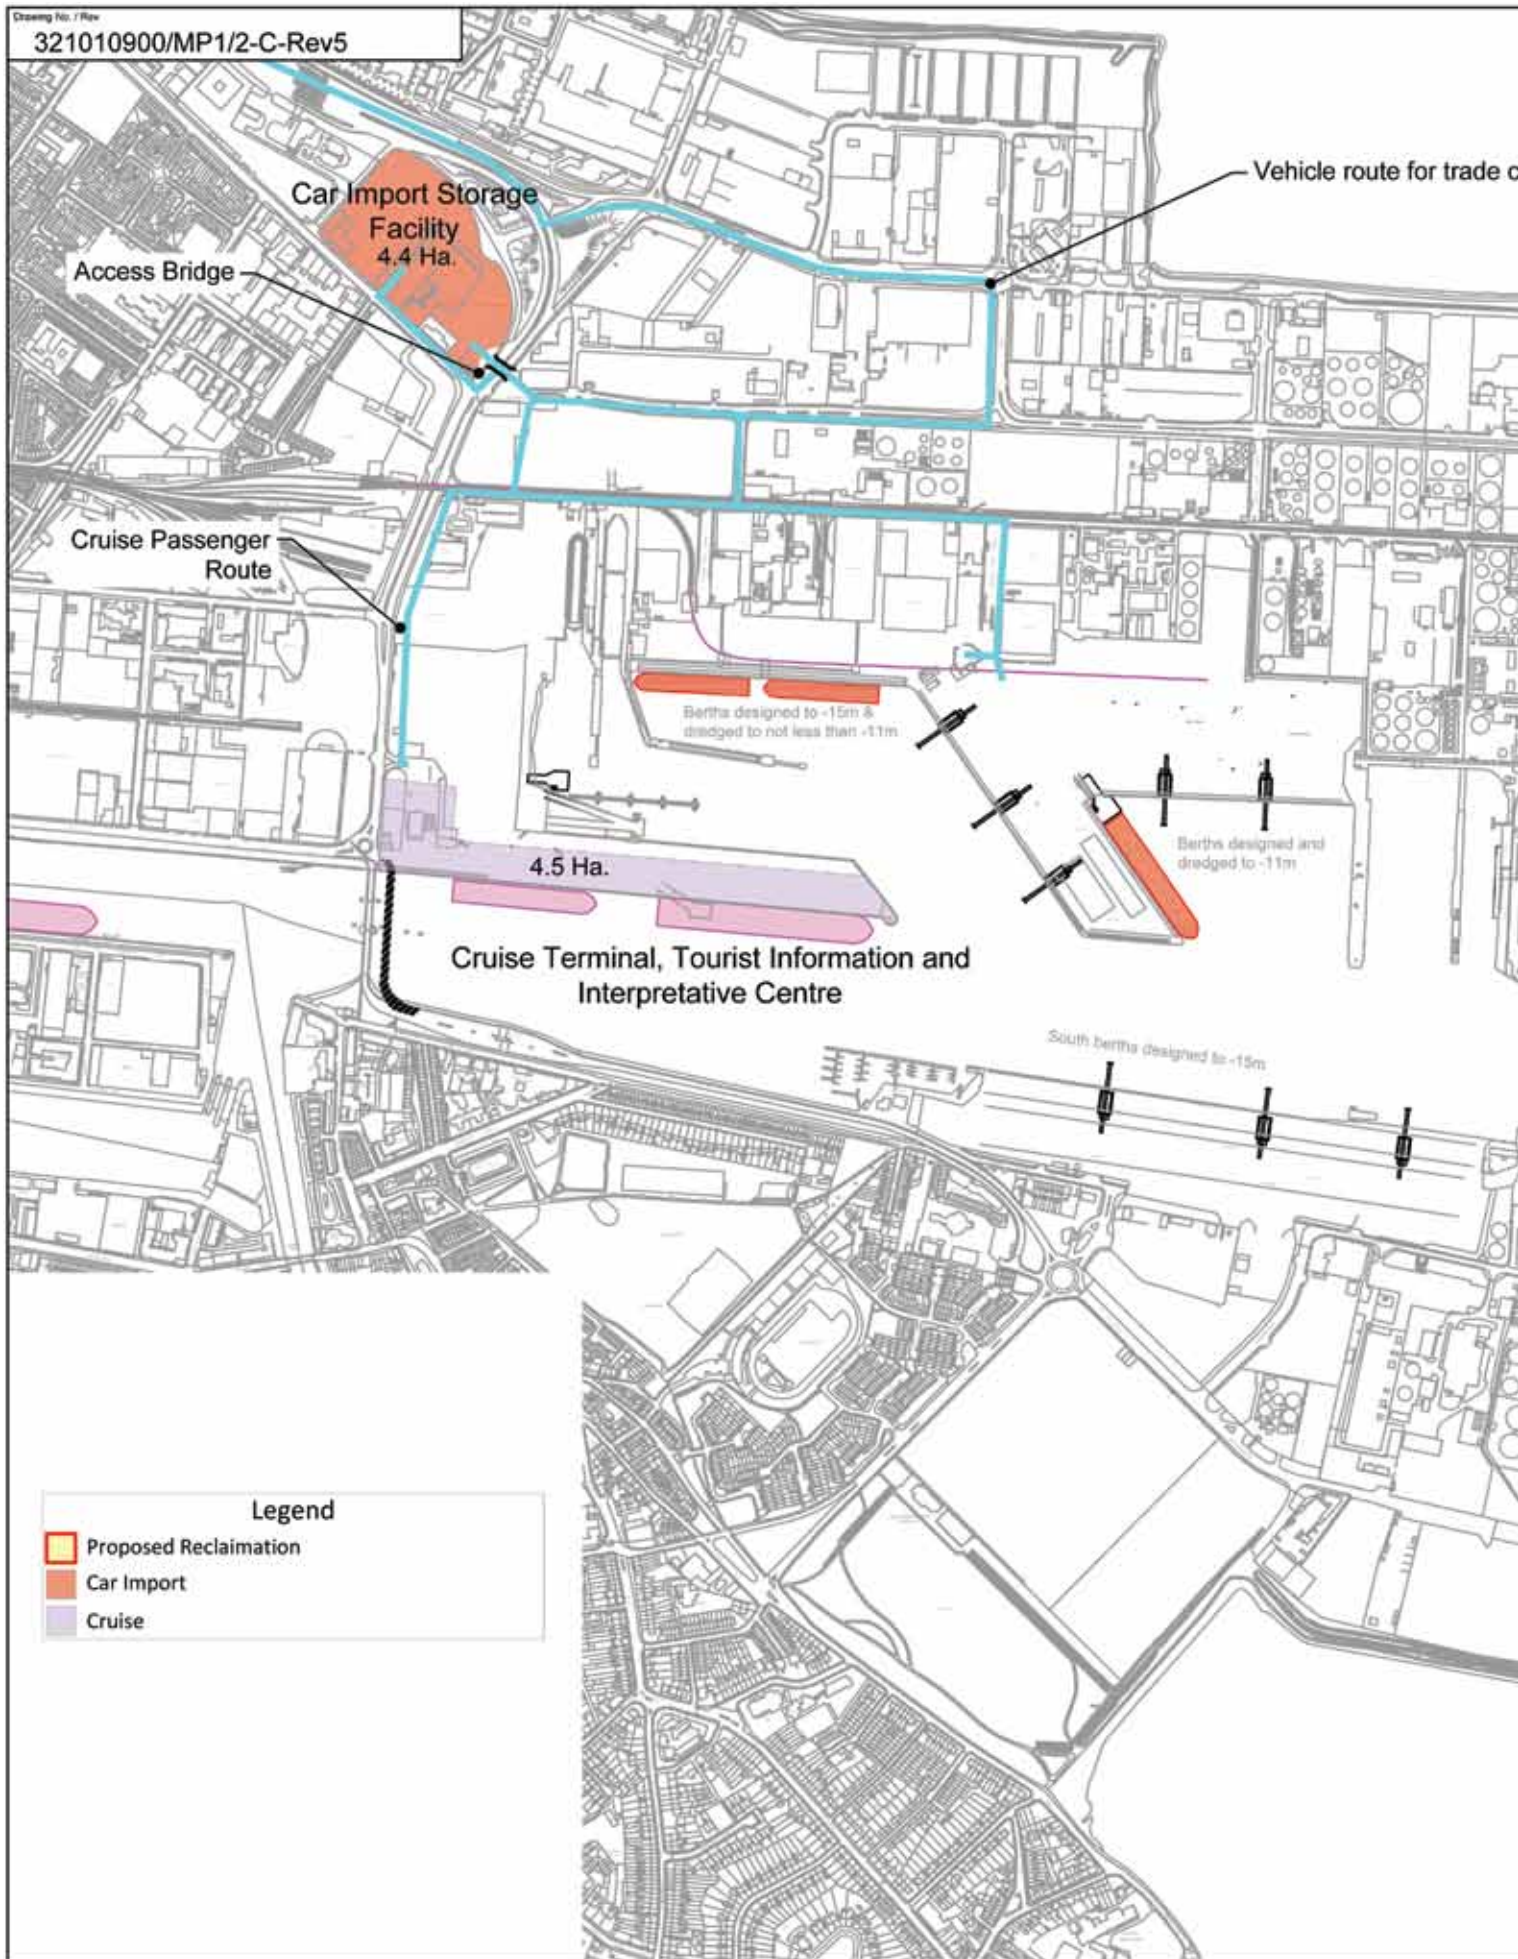 Drawing No. / Rev
321010900/MP1/2-C-Rev5
Vehicle route for trade c
Car Import Storage
Facility
4.4 Ha.
Access Bridge
Cruise Passenger
Route
Berths designed to -15m &
dredged to not less than -11m
Berths designed and
dredged to -11m
4.5 Ha.
Cruise Terminal, Tourist Information and
Interpretative Centre
South berths designed to -15m
Legend
Proposed Reclaimation
Car Import
Cruise